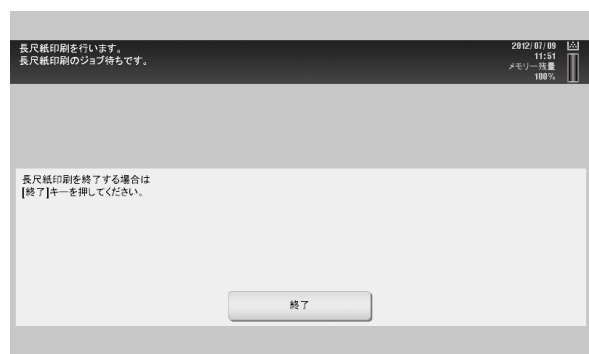 長尺紙印刷を行います。
長尺紙印刷のジョブ待ちです。
2012/07/09
11:51
メモリー残量
100%
長尺紙印刷を終了する場合は
[終了]キーを押してください。
終了